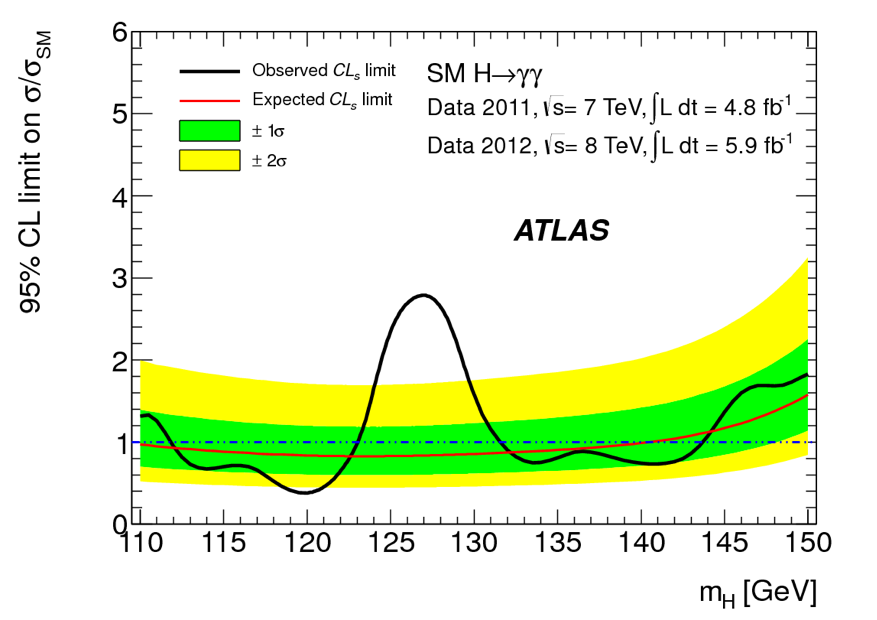 95% CL limit on σ/σSM
6
5
4
3
2
1
0
Observed CLs limit
Expected CLs limit
± 1σ
± 2σ
SM H→γγ
Data 2011, √s= 7 TeV,∫L dt = 4.8 fb-1
Data 2012, √s= 8 TeV,∫L dt = 5.9 fb-1
ATLAS
110 115 120 125 130 135 140 145 150
mH [GeV]